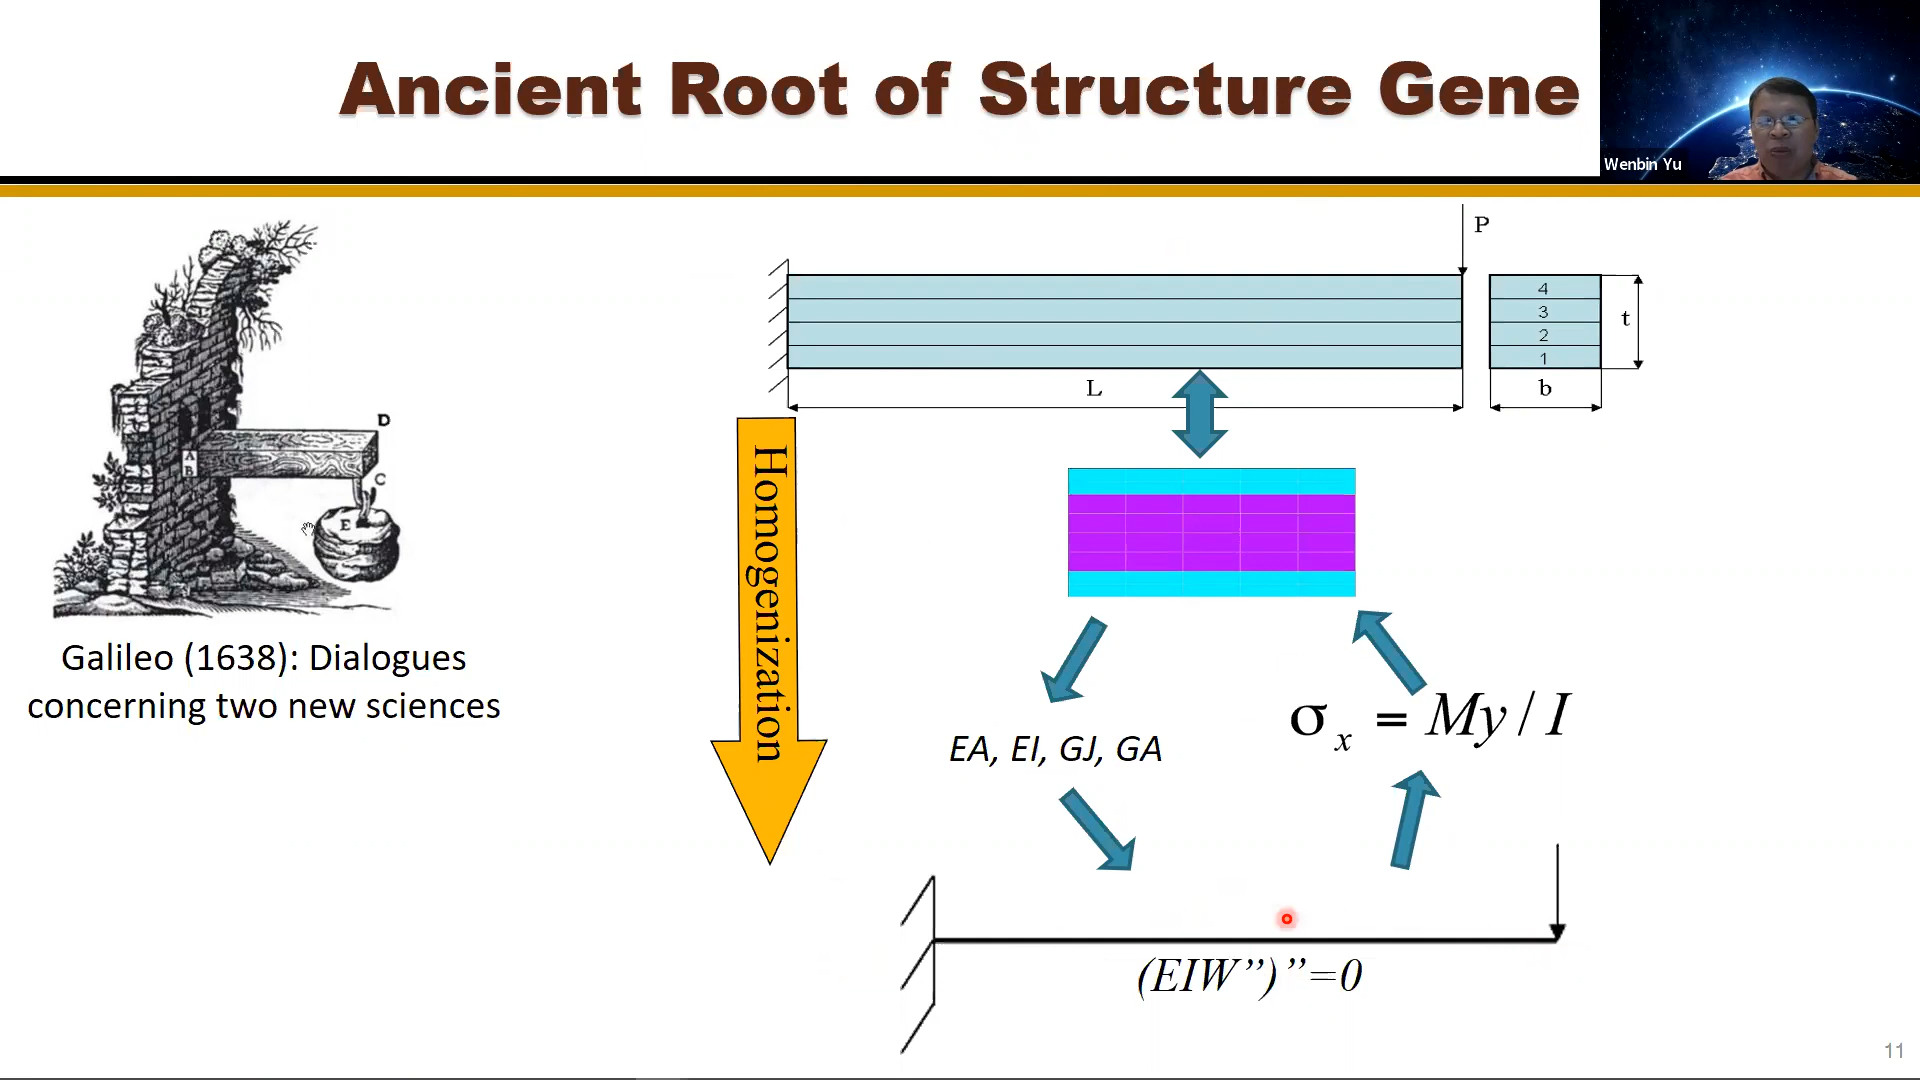 Ancient Root of Structure Gene
Wenbin Yu
P
4
3
2
1
t
L
b
D
A
B
C
E
Homogenization
Galileo (1638): Dialogues
concerning two new sciences
EA, EI, GJ, GA
σx = My / I
(EIW”)”=0
11